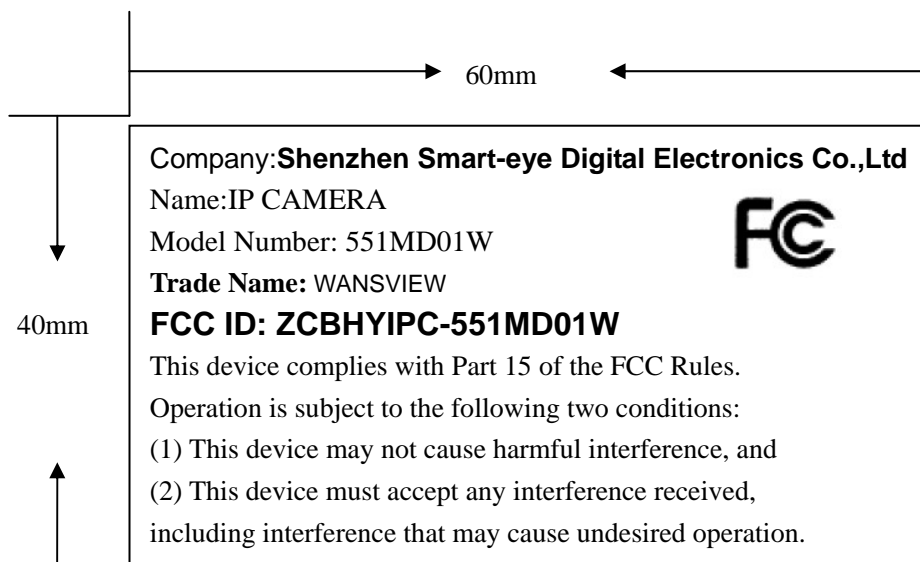 60mm
Company:Shenzhen Smart-eye Digital Electronics Co.,Ltd
Name:IP CAMERA
Model Number: 551MD01W
FC
Trade Name: WANSVIEW
40mm
FCC ID: ZCBHYIPC-551MD01W
This device complies with Part 15 of the FCC Rules.
Operation is subject to the following two conditions:
(1) This device may not cause harmful interference, and
(2) This device must accept any interference received,
including interference that may cause undesired operation.